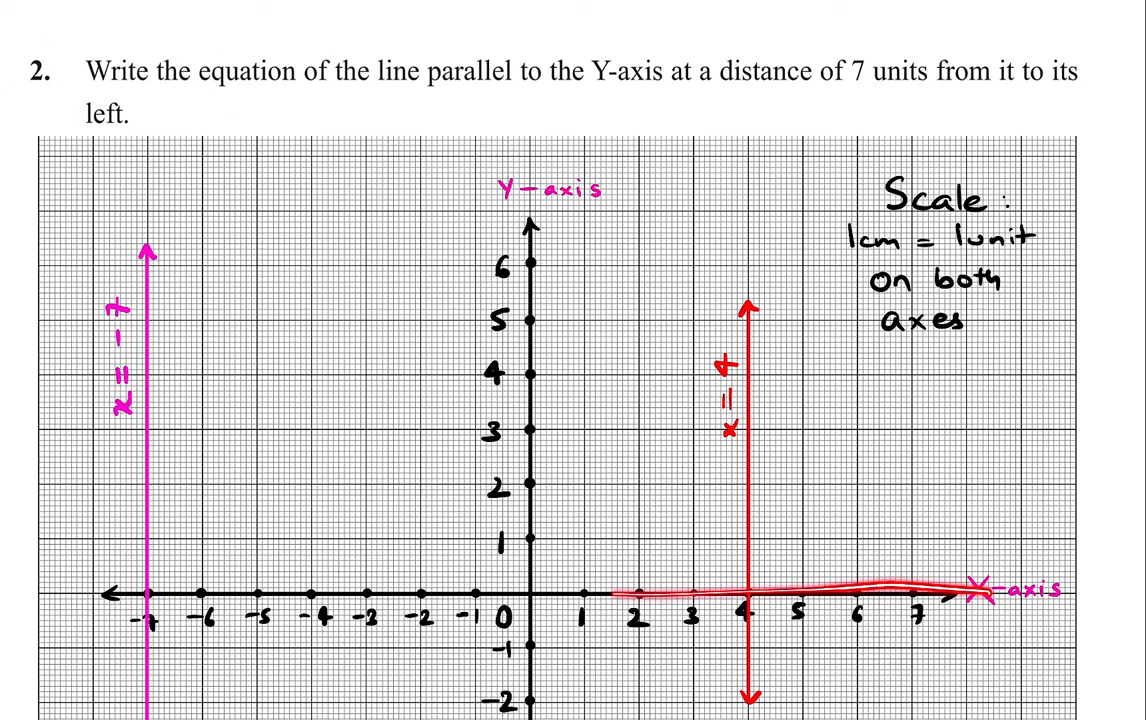 2. Write the equation of the line parallel to the Y-axis at a distance of 7 units from it to its
left.
Y-axis
Scale :
1cm = 1unit
on both
axes
6
5
4
3
2
1
x = -7
x = 4
X-axis
-7 -6 -5 -4 -3 -2 -1 0 1 2 3 4 5 6 7
-1
-2